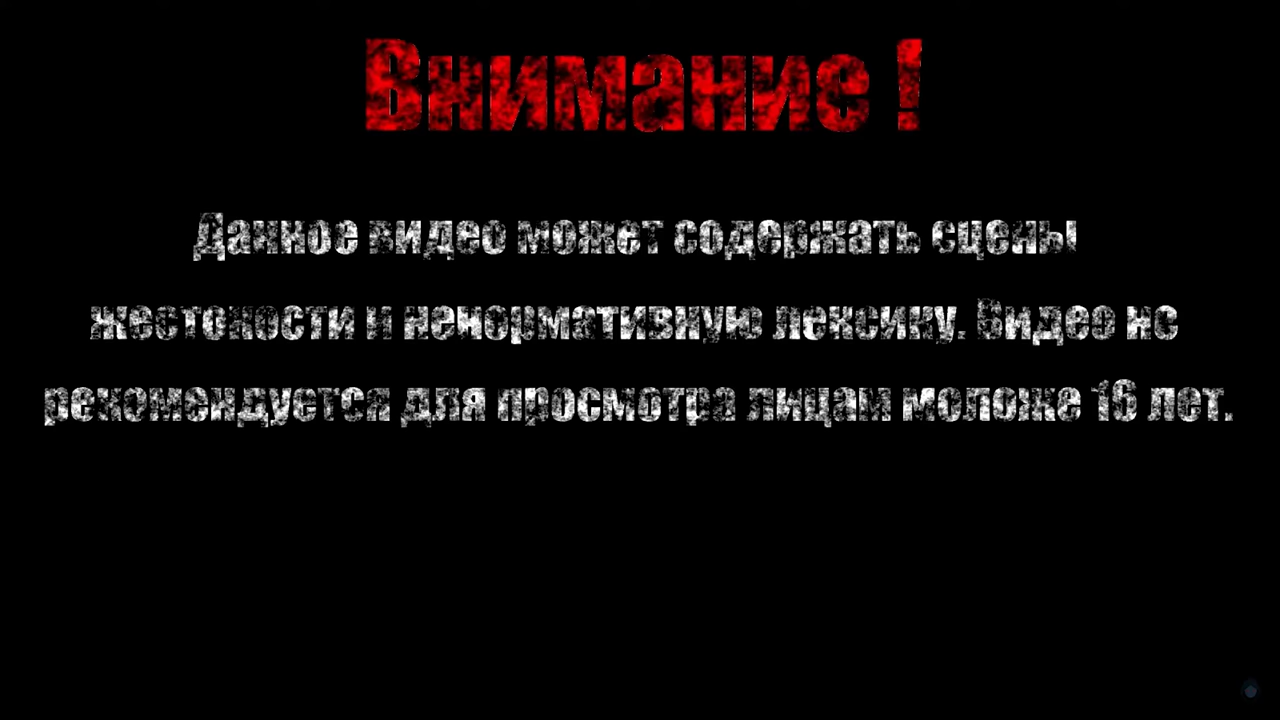 Внимание !
Данное видео может содержать сцены
жестокости и ненормативную лексику. Видео не
рекомендуется для просмотра лицам моложе 16 лет.